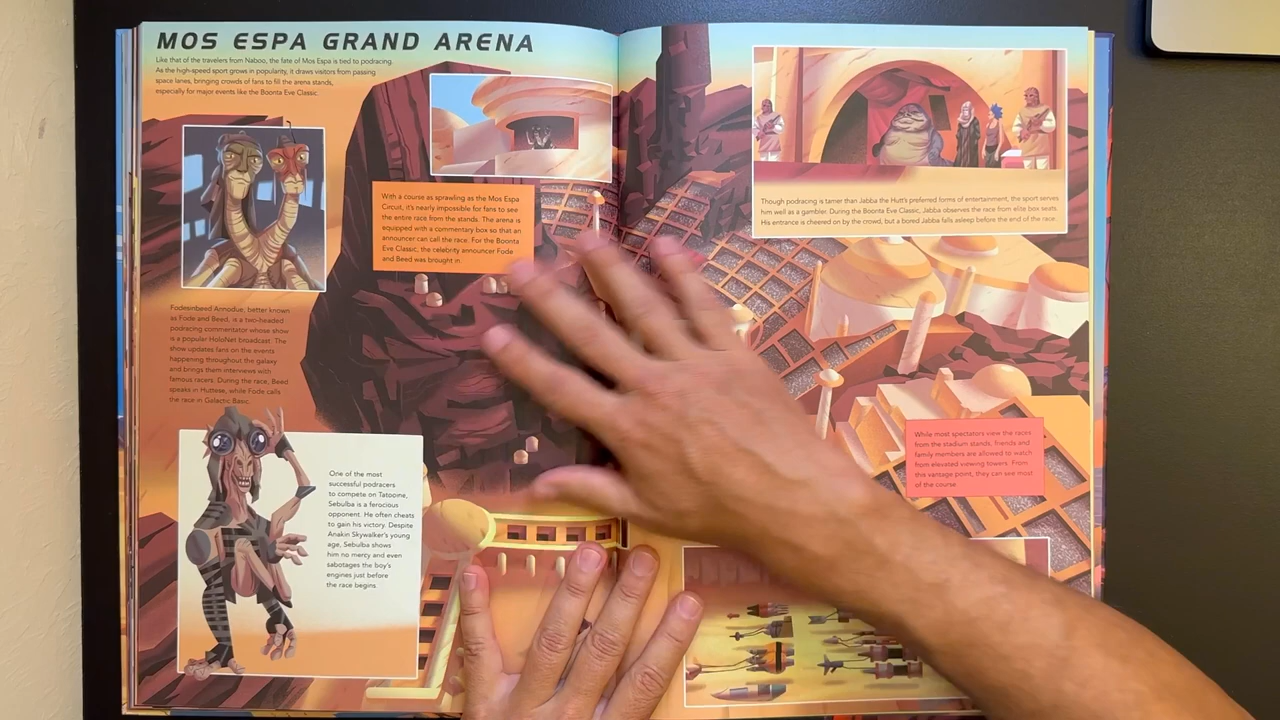 MOS ESPA GRAND ARENA
Like that of the travelers from Naboo, the fate of Mos Espa is tied to podracing.
As the high-speed sport grows in popularity, it draws visitors from passing
space lanes, bringing crowds of fans to fill the arena stands,
especially for major events like the Boonta Eve Classic.
With a course as sprawling as the Mos Espa
Circuit, it's nearly impossible for fans to see
the entire race from the stands. The arena is
equipped with a commentary box so that an
announcer can call the race. For the Boonta
Eve Classic, the celebrity announcer Fode
and Beed was brought in.
Fodesinbeed Annodue, better known
as Fode and Beed, is a two-headed
podracing commentator whose show
is a popular HoloNet broadcast. The
show updates fans on the events
happening throughout the galaxy
and brings them interviews with
famous racers. During the race, Beed
speaks in Huttese, while Fode calls
the race in Galactic Basic.
One of the most
successful podracers
to compete on Tatooine,
Sebulba is a ferocious
opponent. He often cheats
to gain his victory. Despite
Anakin Skywalker's young
age, Sebulba shows
him no mercy and even
sabotages the boy's
engines just before
the race begins.
Though podracing is tamer than Jabba the Hutt's preferred forms of entertainment, the sport serves
him well as a gambler. During the Boonta Eve Classic, Jabba observes the race from elite box seats.
His entrance is cheered on by the crowd, but a bored Jabba falls asleep before the end of the race.
While most spectators view the races
from the stadium stands, friends and
family members are allowed to watch
from elevated viewing towers. From
this vantage point, they can see most
of the course.